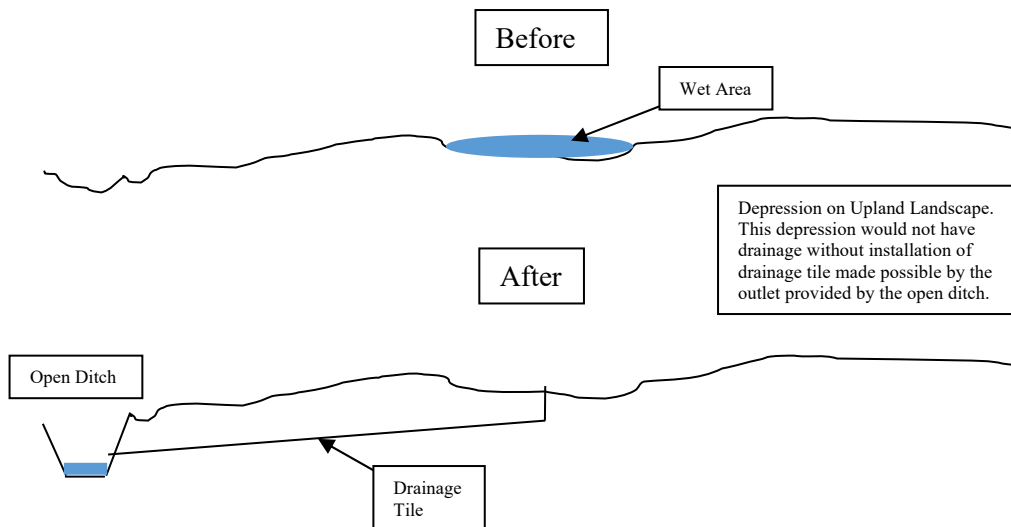 Before
Wet Area
Depression on Upland Landscape.
This depression would not have
drainage without installation of
drainage tile made possible by the
outlet provided by the open ditch.
After
Open Ditch
Drainage
Tile